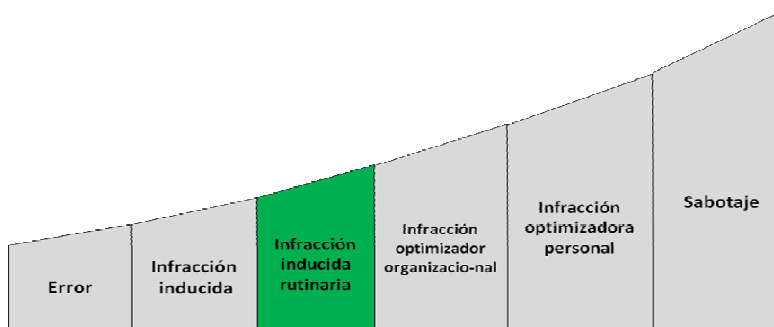 Error
Infracción
inducida
Infracción
inducida
rutinaria
Infracción
optimizador
organizacio-nal
Infracción
optimizadora
personal
Sabotaje